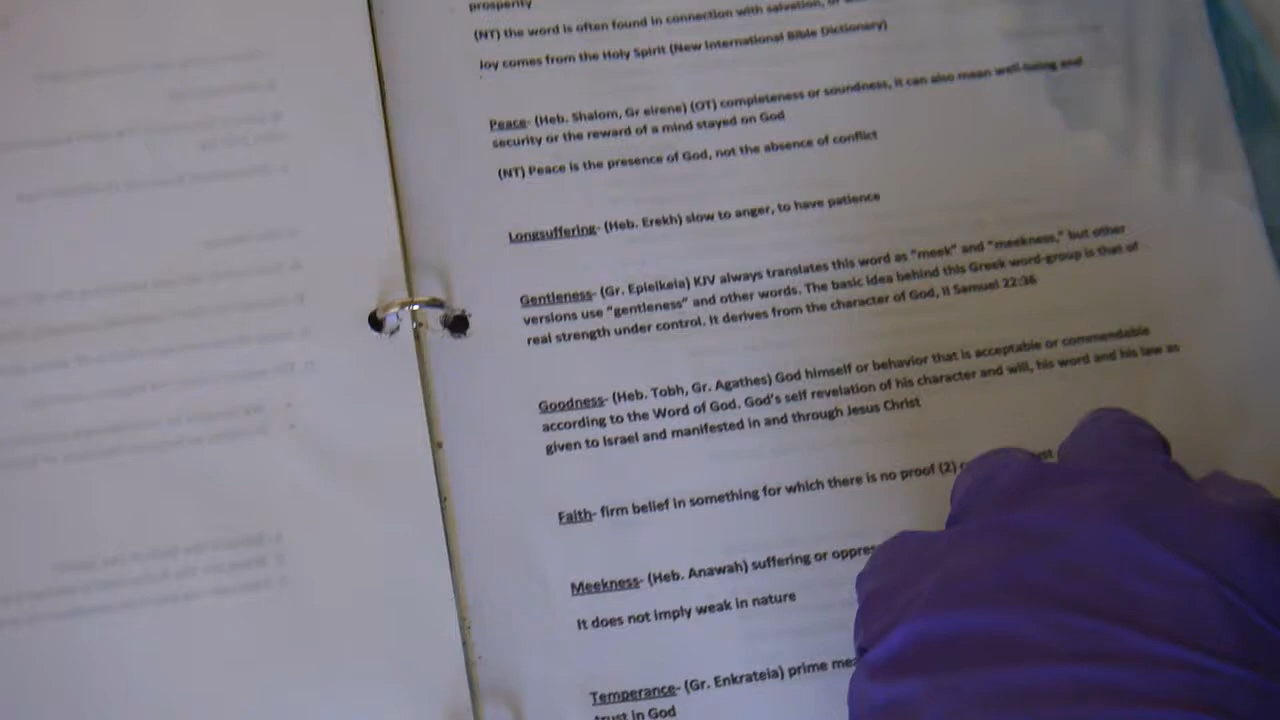 prosperity
(NT) the word is often found in connection with salvation,
Joy comes from the Holy Spirit (New International Bible Dictionary)
Peace- (Heb. Shalom, Gr eirene) (OT) completeness or soundness, it can also mean well-being and
security or the reward of a mind stayed on God
(NT) Peace is the presence of God, not the absence of conflict
Longsuffering- (Heb. Erekh) slow to anger, to have patience
Gentleness- (Gr. Epieikeia) KJV always translates this word as "meek" and "meekness," but other
versions use "gentleness" and other words. The basic idea behind this Greek word-group is that of
real strength under control. It derives from the character of God, II Samuel 22:36
Goodness- (Heb. Tobh, Gr. Agathes) God himself or behavior that is acceptable or commendable
according to the Word of God. God's self revelation of his character and will, his word and his law as
given to Israel and manifested in and through Jesus Christ
Faith- firm belief in something for which there is no proof (2)
Meekness- (Heb. Anawah) suffering or oppres
It does not imply weak in nature
Temperance- (Gr. Enkrateia) prime
trust in God